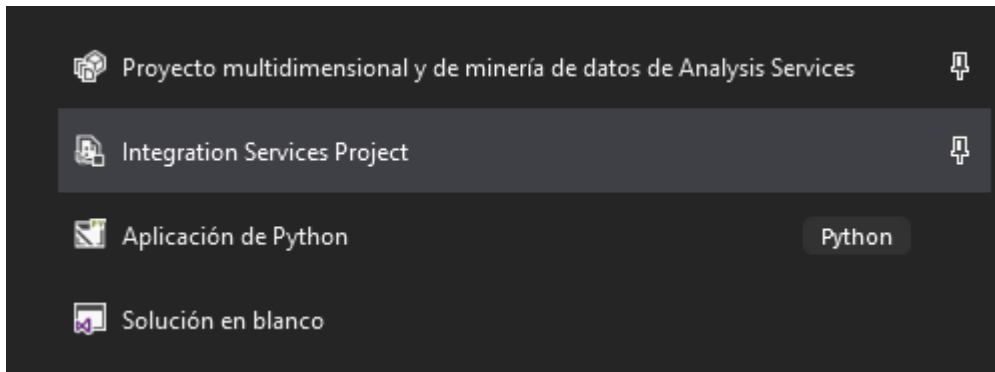 Proyecto multidimensional y de minería de datos de Analysis Services
Integration Services Project
Aplicación de Python Python
Solución en blanco